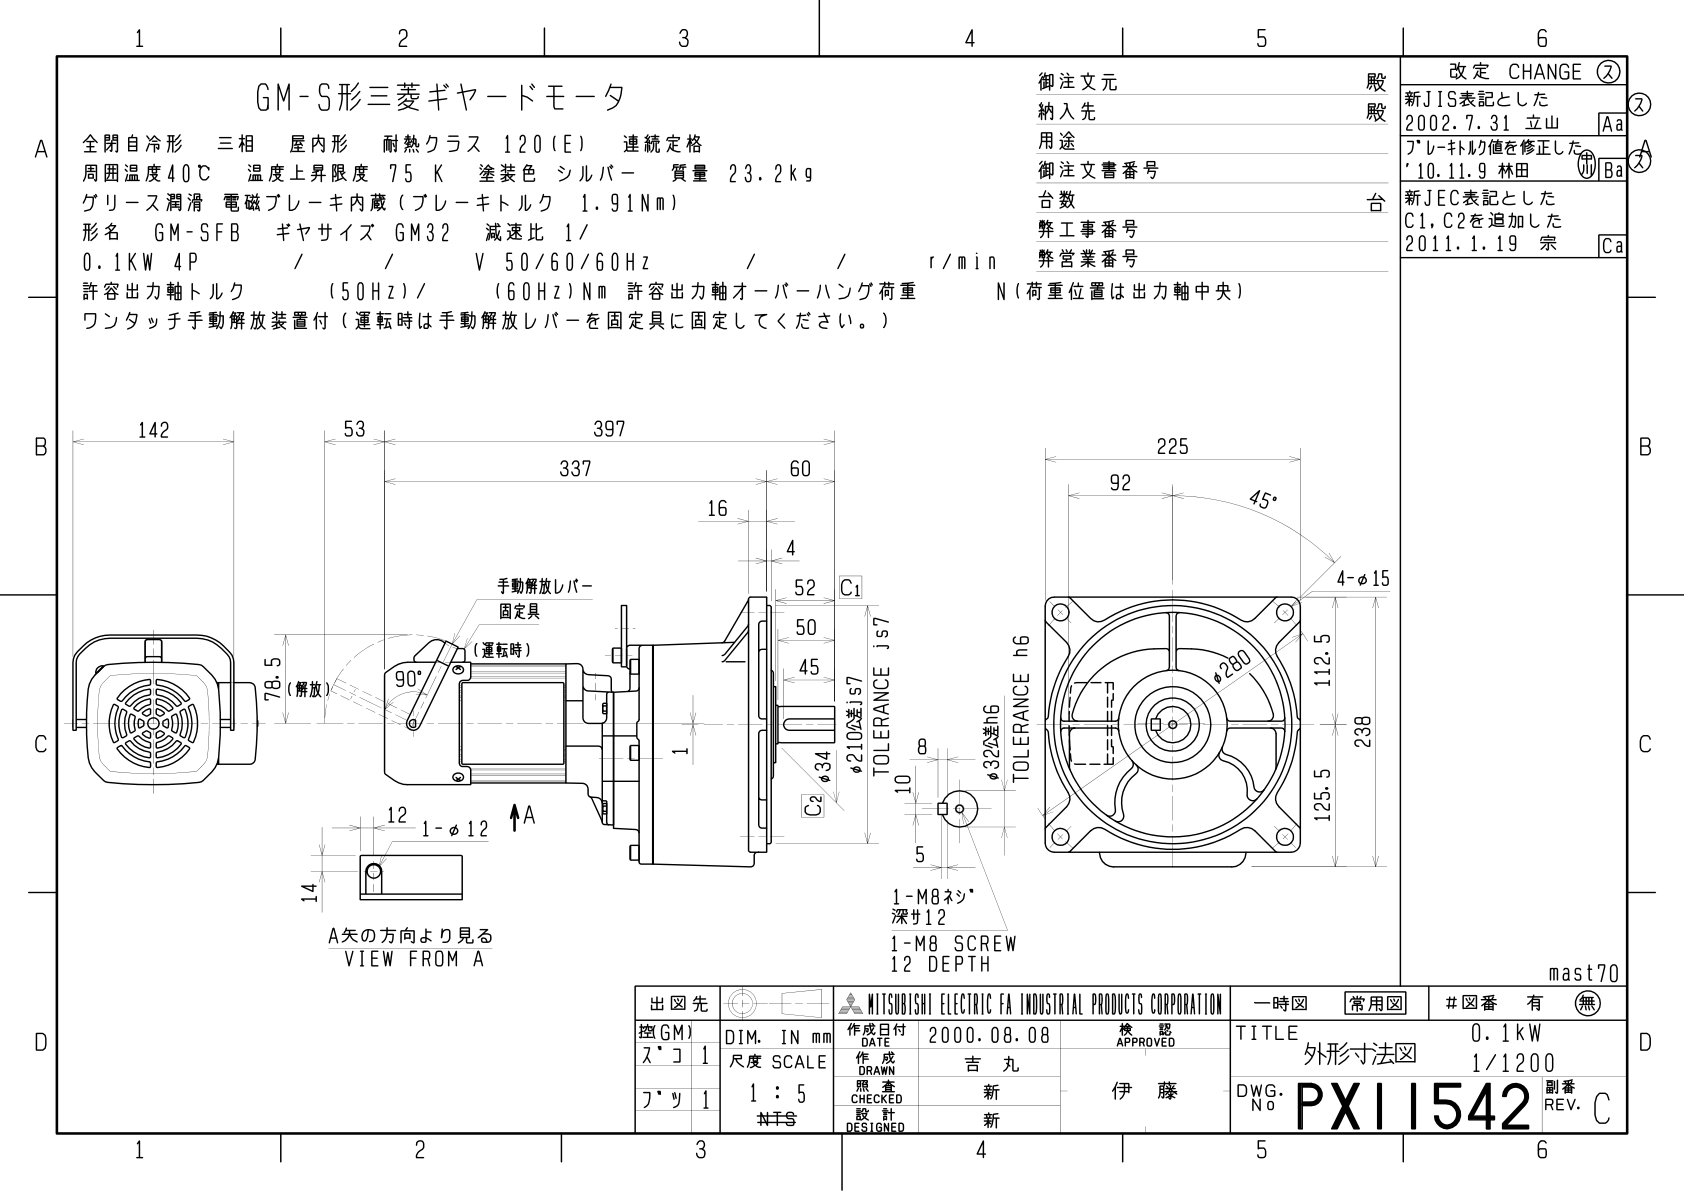 1 2 3 4 5 6
A
B
C
D
GM-S形三菱ギヤードモータ
全閉自冷形 三相 屋内形 耐熱クラス 120(E) 連続定格
周囲温度40℃ 温度上昇限度 75 K 塗装色 シルバー 質量 23.2kg
グリース潤滑 電磁ブレーキ内蔵(ブレーキトルク 1.91Nm)
形名 GM-SFB ギヤサイズ GM32 減速比 1/
0.1KW 4P / / V 50/60/60Hz / / r/min
許容出力軸トルク (50Hz)/ (60Hz)Nm 許容出力軸オーバーハング荷重 N(荷重位置は出力軸中央)
ワンタッチ手動解放装置付(運転時は手動解放レバーを固定具に固定してください。)
御注文元 殿
納入先 殿
用途
御注文書番号
台数 台
弊工事番号
弊営業番号
改定 CHANGE ス
新JIS表記とした
2002.7.31 立山 Aa
ス
ブレーキトルク値を修正した
'10.11.9 林田 中川 Ba
ス
新JEC表記とした
C1,C2を追加した
2011.1.19 宗 Ca
A
B
C
D
142
53
397
337
60
16
4
52 C1
50
45
手動解放レバー
固定具
(運転時)
78.5
(解放)
90°
1
φ34
C2
φ210公差js7
TOLERANCE js7
A
12
1-φ12
14
A矢の方向より見る
VIEW FROM A
8
10
5
φ32公差h6
TOLERANCE h6
1-M8ネジ
深サ12
1-M8 SCREW
12 DEPTH
225
92
45°
4-φ15
φ280
112.5
125.5
238
mast70
出図先
控(GM)
ズコ 1
ブツ 1
DIM. IN mm
尺度 SCALE
1 : 5
NTS
MITSUBISHI ELECTRIC FA INDUSTRIAL PRODUCTS CORPORATION
作成日付
DATE
2000.08.08
検 認
APPROVED
作 成
DRAWN
吉 丸
照 査
CHECKED
新
伊 藤
設 計
DESIGNED
新
一時図 常用図 #図番 有 無
TITLE
外形寸法図
0.1kW
1/1200
DWG.
No
PX11542
副番
REV.
C
1 2 3 4 5 6